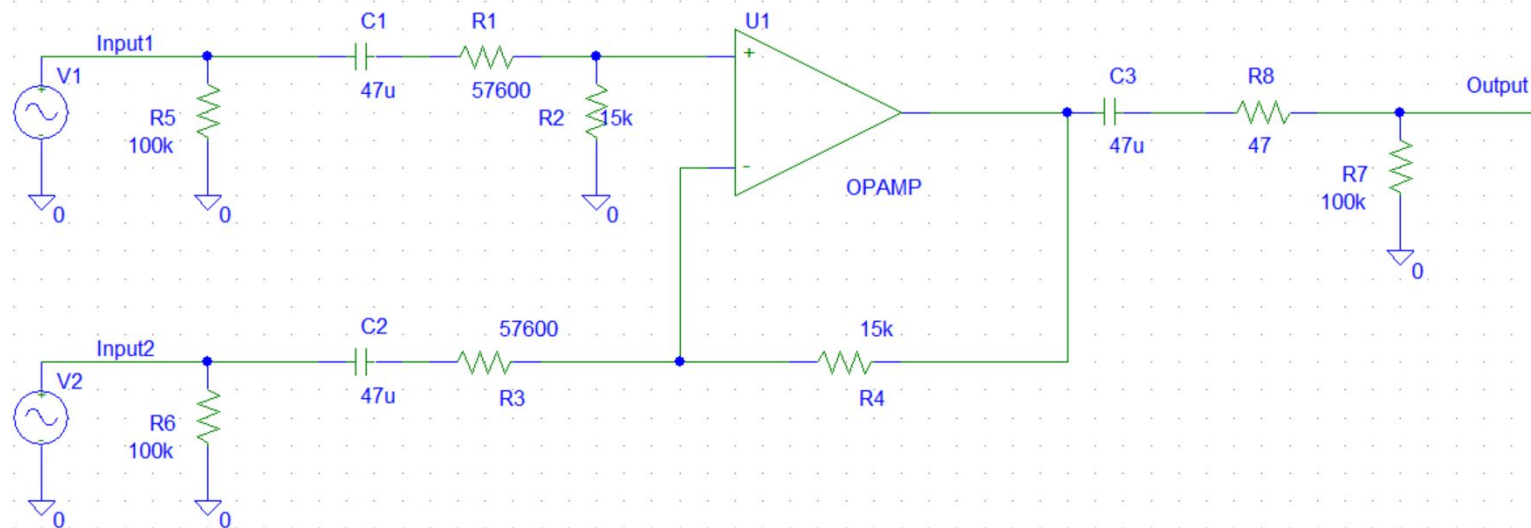 C1
R1
U1
Input1
V1
47u
57600
+
R5
100k
R2
15k
C3
R8
Output
47u
47
-
OPAMP
R7
100k
0
0
0
0
C2
57600
15k
Input2
V2
47u
R3
R4
R6
100k
0
0